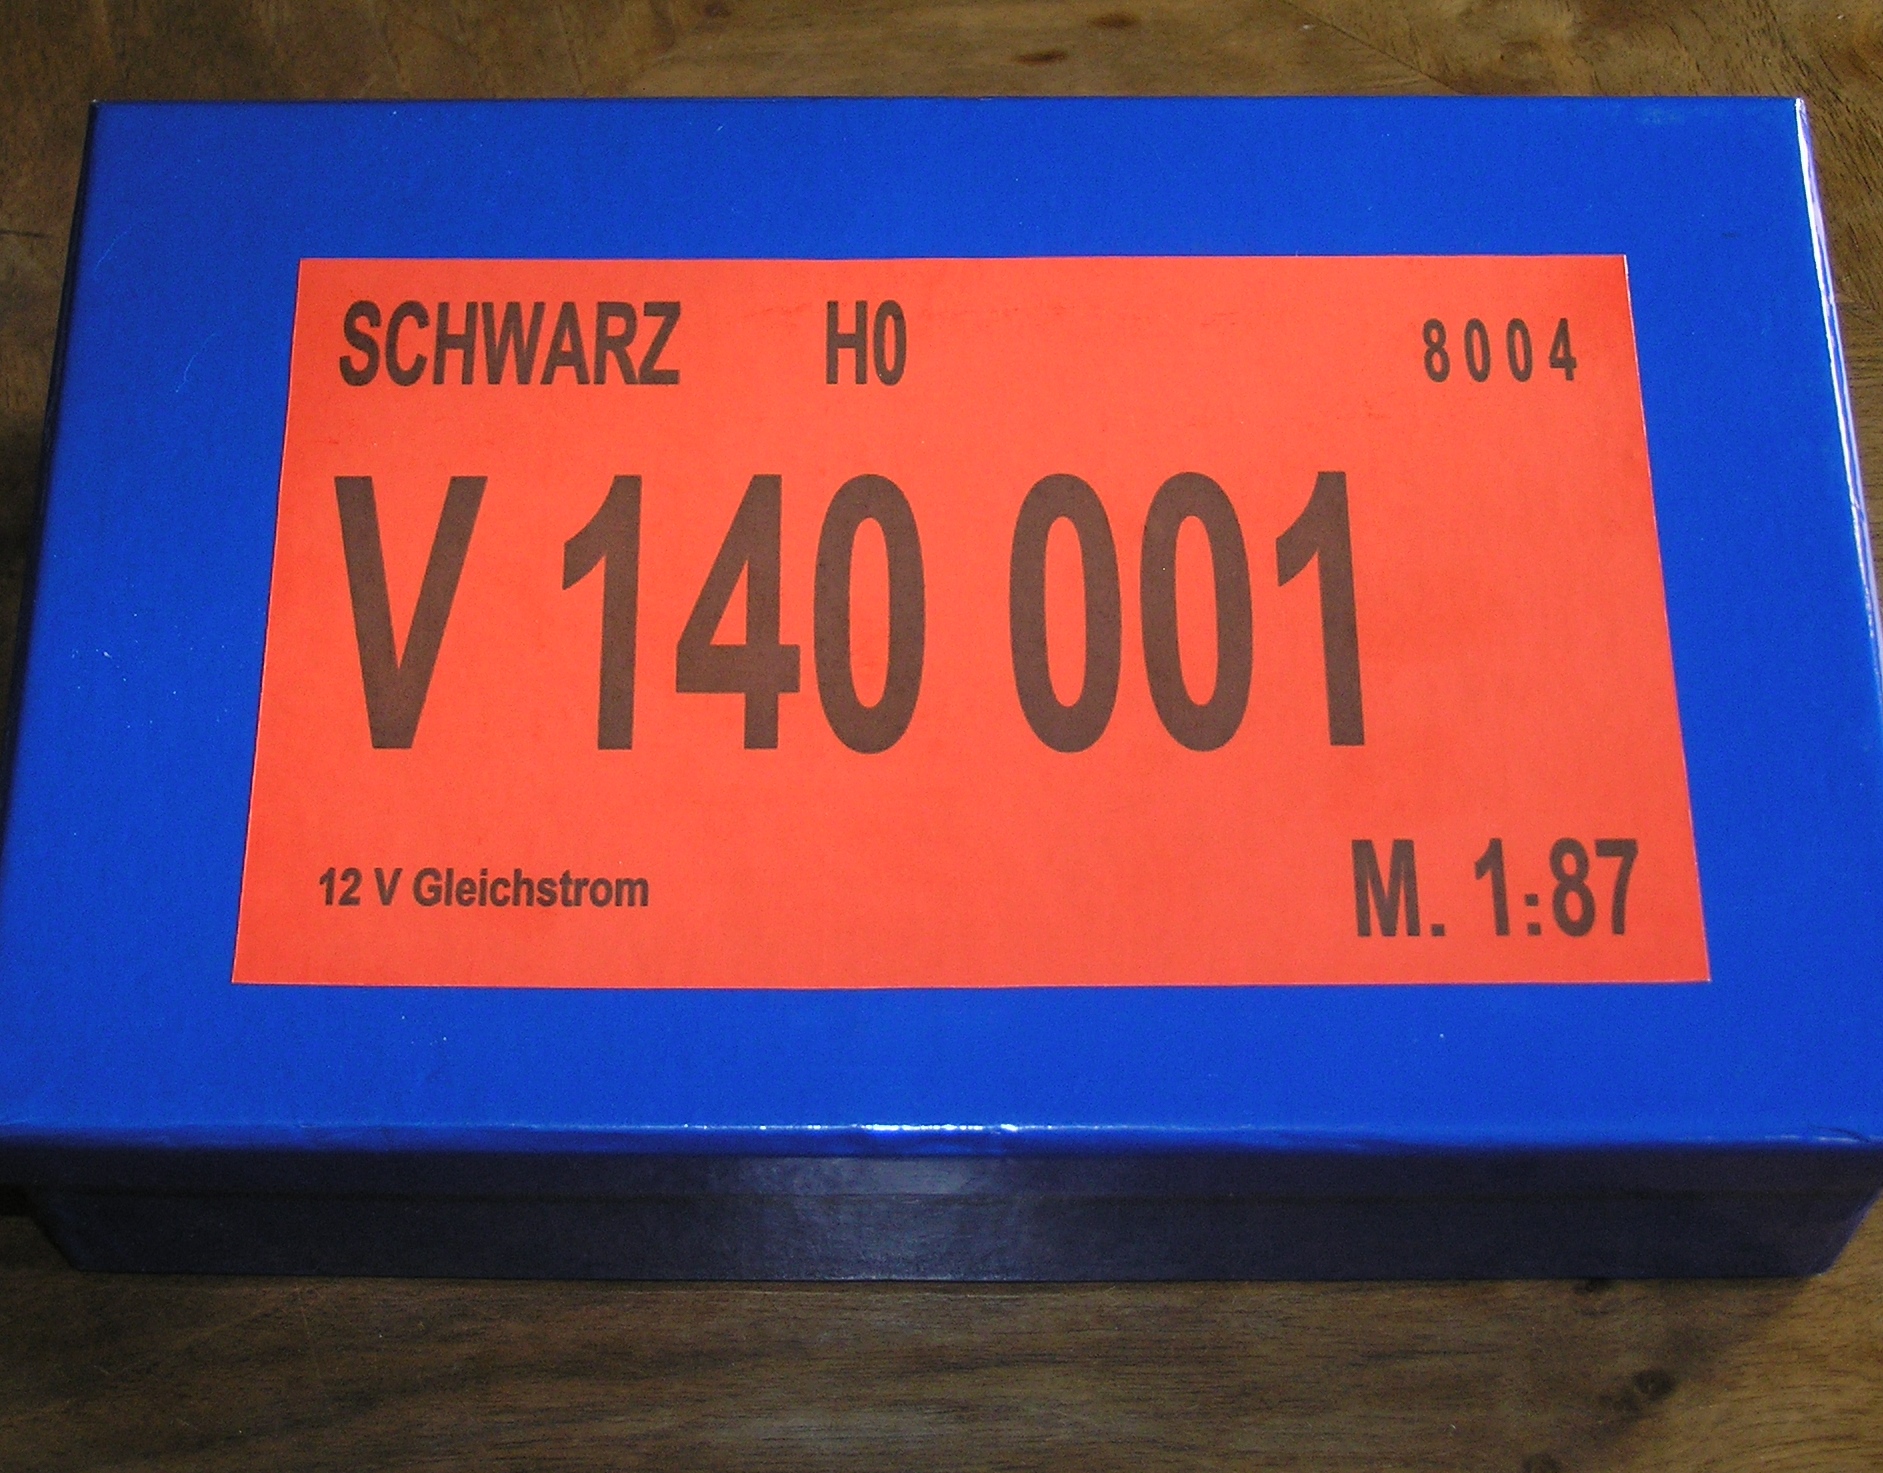 SCHWARZ H0 8004
V 140 001
12 V Gleichstrom M. 1:87